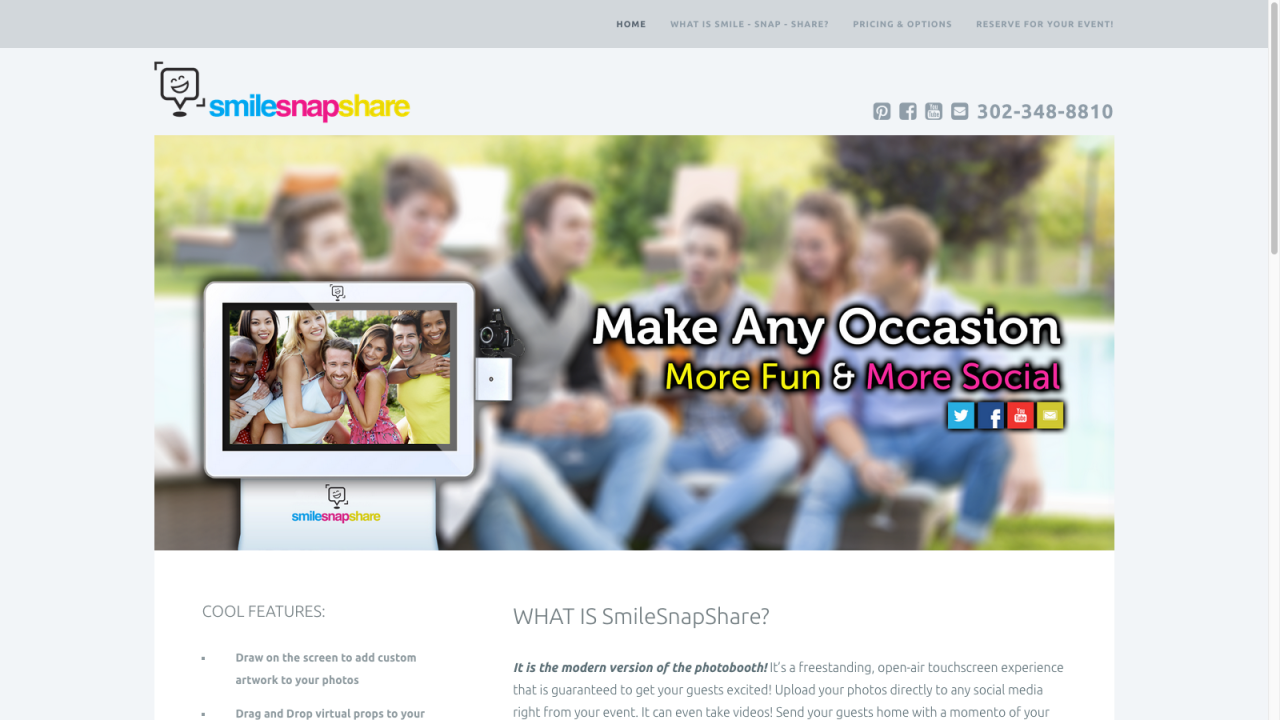 HOME WHAT IS SMILE - SNAP - SHARE? PRICING & OPTIONS RESERVE FOR YOUR EVENT!
smilesnapshare
302-348-8810
Make Any Occasion
More Fun & More Social
smilesnapshare
COOL FEATURES:
▪ Draw on the screen to add custom
artwork to your photos
▪ Drag and Drop virtual props to your
WHAT IS SmileSnapShare?
It is the modern version of the photobooth! It's a freestanding, open-air touchscreen experience
that is guaranteed to get your guests excited! Upload your photos directly to any social media
right from your event. It can even take videos! Send your guests home with a momento of your